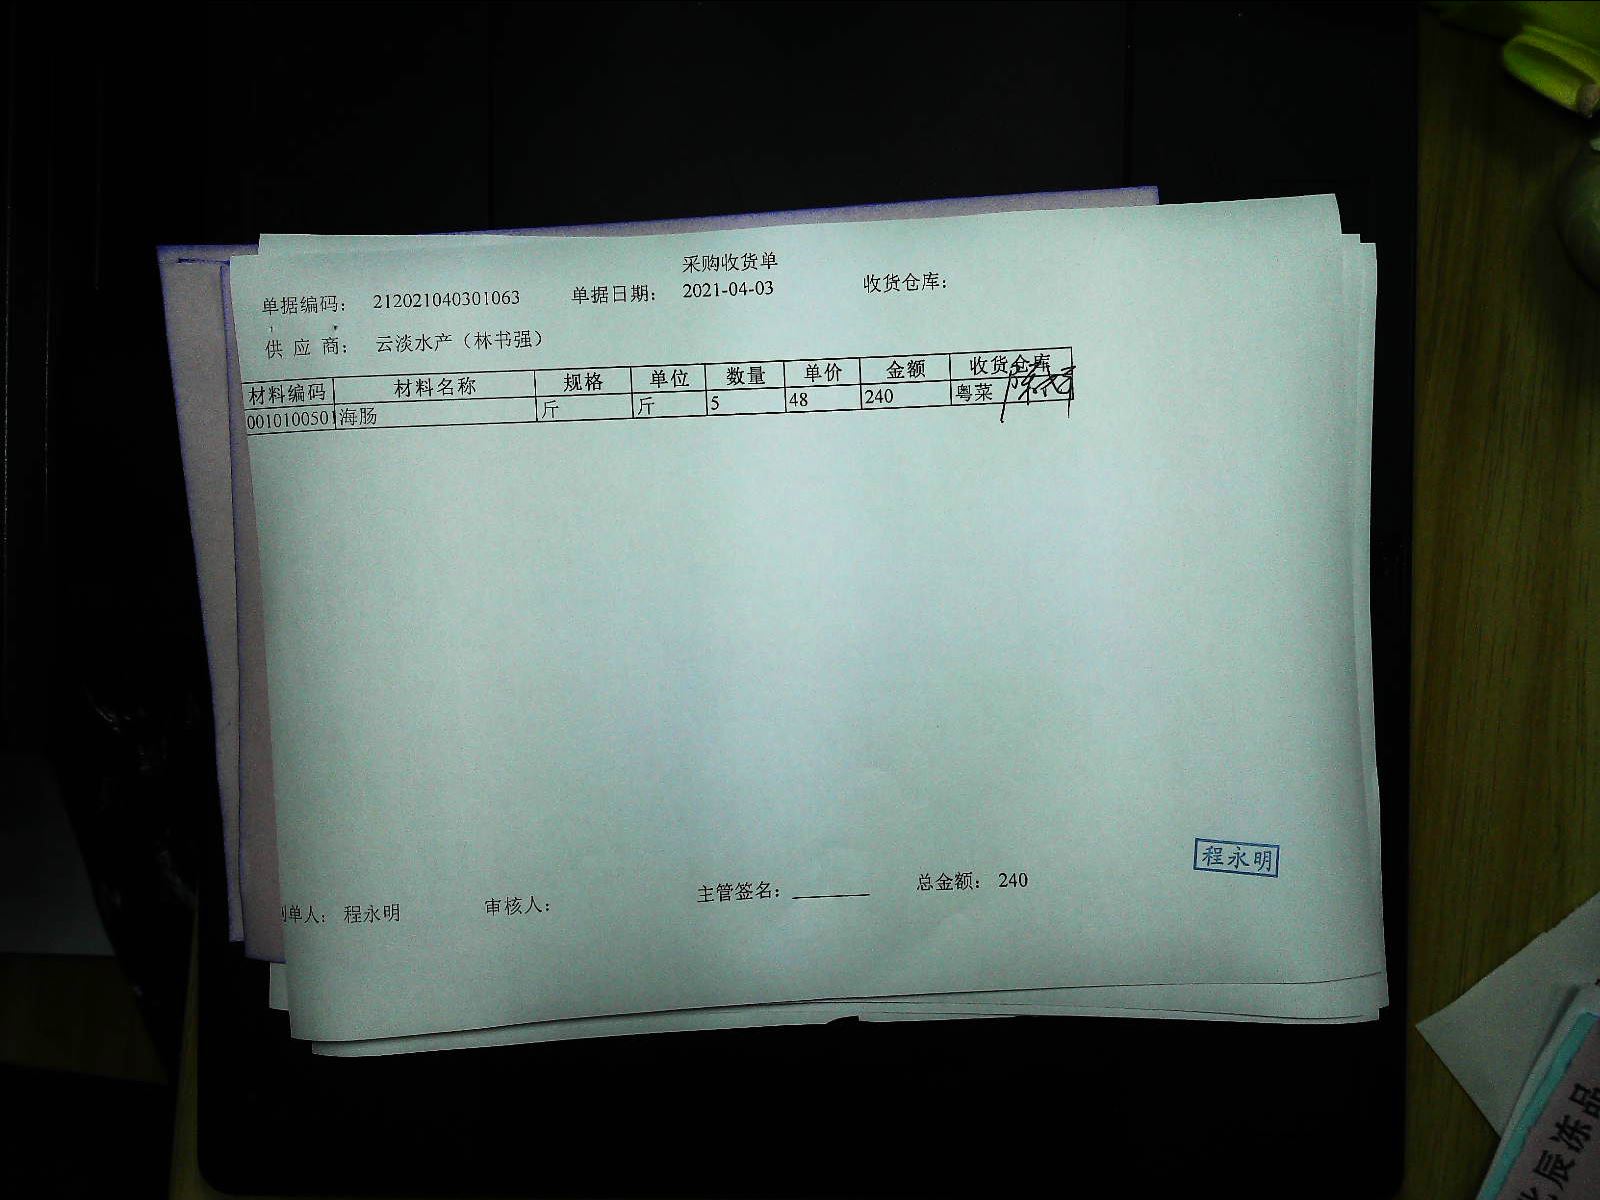 采购收货单
单据编码： 212021040301063 单据日期： 2021-04-03 收货仓库：
供 应 商： 云淡水产（林书强）
材料编码 材料名称 规格 单位 数量 单价 金额 收货仓库
0010100501 海肠 斤 斤 5 48 240 粤菜
程永明
制单人： 程永明 审核人： 主管签名： 总金额： 240
辰冻品